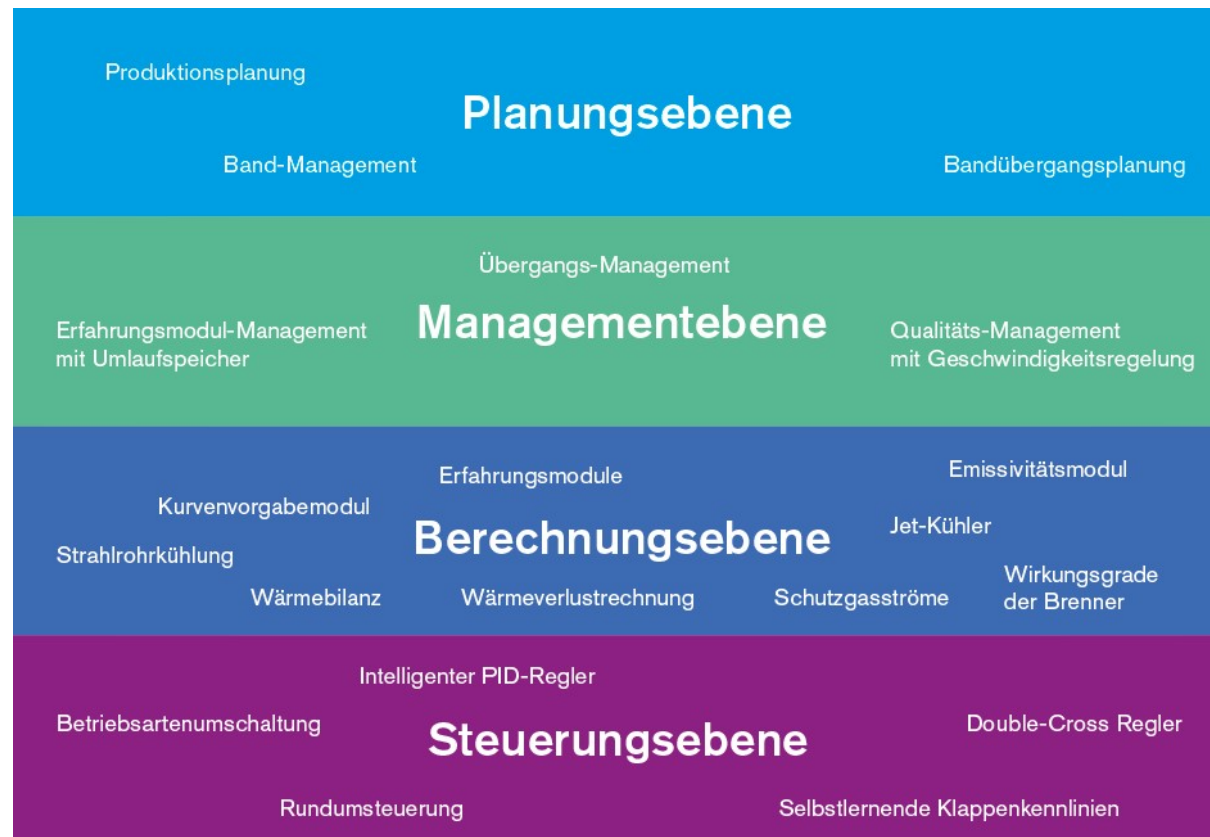 Produktionsplanung
Planungsebene
Band-Management
Bandübergangsplanung
Übergangs-Management
Managementebene
Erfahrungsmodul-Management
mit Umlaufspeicher
Qualitäts-Management
mit Geschwindigkeitsregelung
Erfahrungsmodule
Emissivitätsmodul
Kurvenvorgabemodul
Berechnungsebene
Jet-Kühler
Strahlrohrkühlung
Wärmebilanz
Wärmeverlustrechnung
Schutzgasströme
Wirkungsgrade
der Brenner
Intelligenter PID-Regler
Betriebsartenumschaltung
Steuerungsebene
Double-Cross Regler
Rundumsteuerung
Selbstlernende Klappenkennlinien